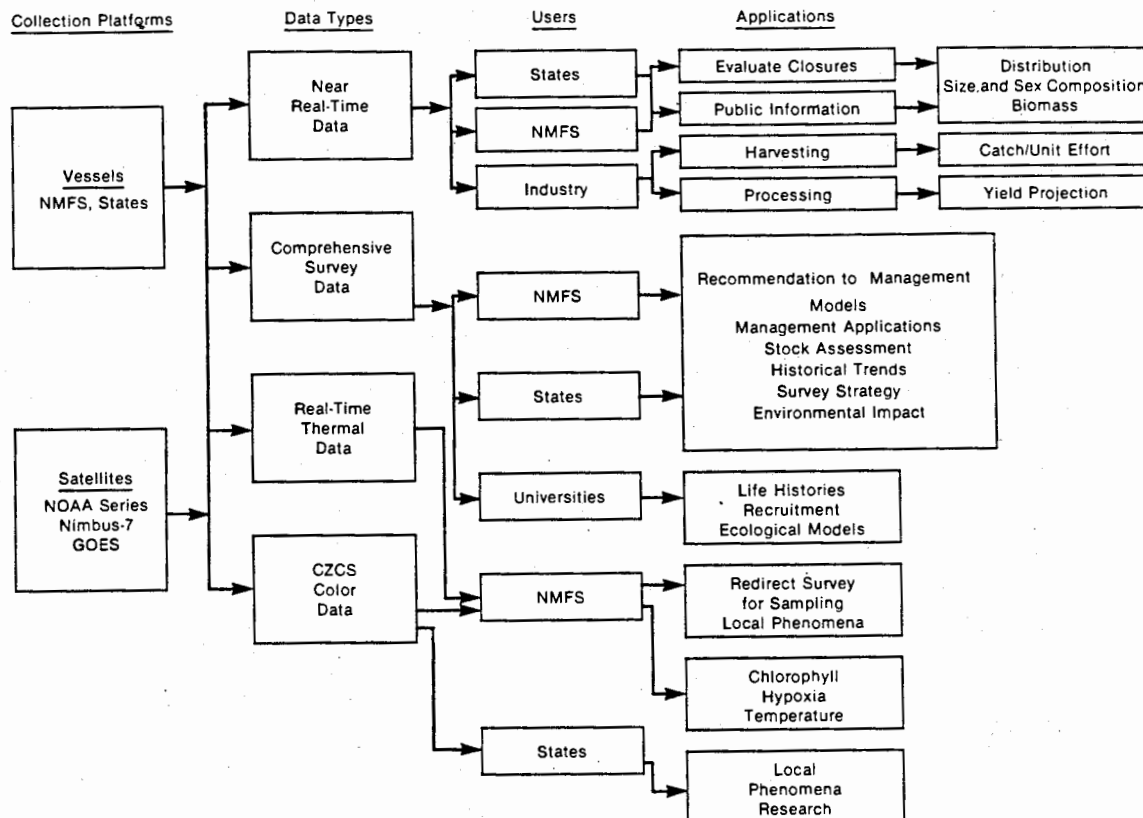 Collection Platforms
Data Types
Users
Applications
Vessels
NMFS, States
Satellites
NOAA Series
Nimbus-7
GOES
Near
Real-Time
Data
Comprehensive
Survey
Data
Real-Time
Thermal
Data
CZCS
Color
Data
States
NMFS
Industry
NMFS
States
Universities
NMFS
States
Evaluate Closures
Public Information
Harvesting
Processing
Distribution
Size and Sex Composition
Biomass
Catch/Unit Effort
Yield Projection
Recommendation to Management
Models
Management Applications
Stock Assessment
Historical Trends
Survey Strategy
Environmental Impact
Life Histories
Recruitment
Ecological Models
Redirect Survey
for Sampling
Local Phenomena
Chlorophyll
Hypoxia
Temperature
Local
Phenomena
Research